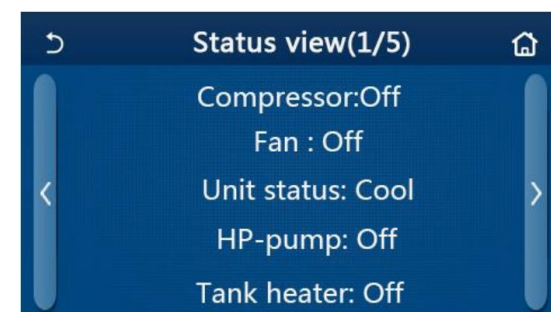 Status view(1/5)
Compressor:Off
Fan : Off
Unit status: Cool
HP-pump: Off
Tank heater: Off